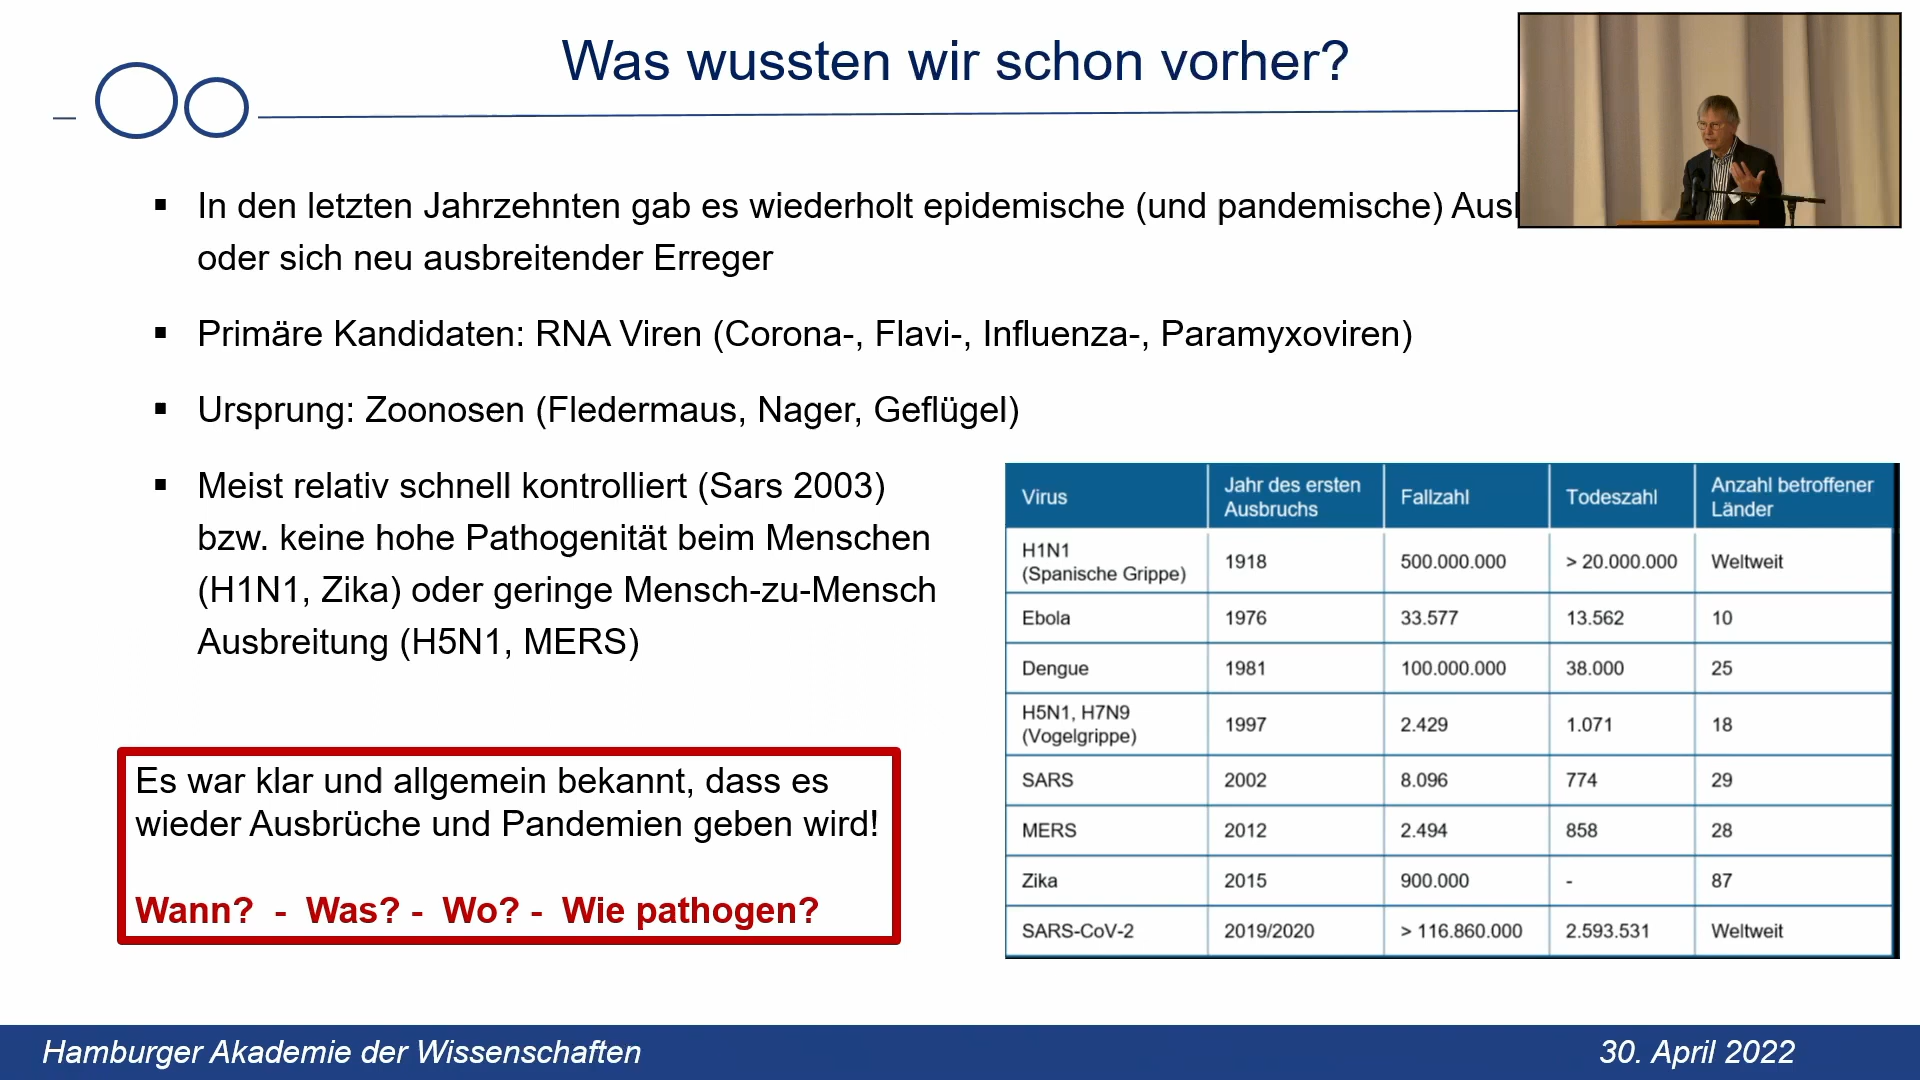 Was wussten wir schon vorher?
▪ In den letzten Jahrzehnten gab es wiederholt epidemische (und pandemische)
oder sich neu ausbreitender Erreger
▪ Primäre Kandidaten: RNA Viren (Corona-, Flavi-, Influenza-, Paramyxoviren)
▪ Ursprung: Zoonosen (Fledermaus, Nager, Geflügel)
▪ Meist relativ schnell kontrolliert (Sars 2003)
bzw. keine hohe Pathogenität beim Menschen
(H1N1, Zika) oder geringe Mensch-zu-Mensch
Ausbreitung (H5N1, MERS)
Es war klar und allgemein bekannt, dass es
wieder Ausbrüche und Pandemien geben wird!
Wann? - Was? - Wo? - Wie pathogen?
Virus Jahr des ersten Ausbruchs Fallzahl Todeszahl Anzahl betroffener Länder
H1N1 (Spanische Grippe) 1918 500.000.000 > 20.000.000 Weltweit
Ebola 1976 33.577 13.562 10
Dengue 1981 100.000.000 38.000 25
H5N1, H7N9 (Vogelgrippe) 1997 2.429 1.071 18
SARS 2002 8.096 774 29
MERS 2012 2.494 858 28
Zika 2015 900.000 - 87
SARS-CoV-2 2019/2020 > 116.860.000 2.593.531 Weltweit
Hamburger Akademie der Wissenschaften
30. April 2022